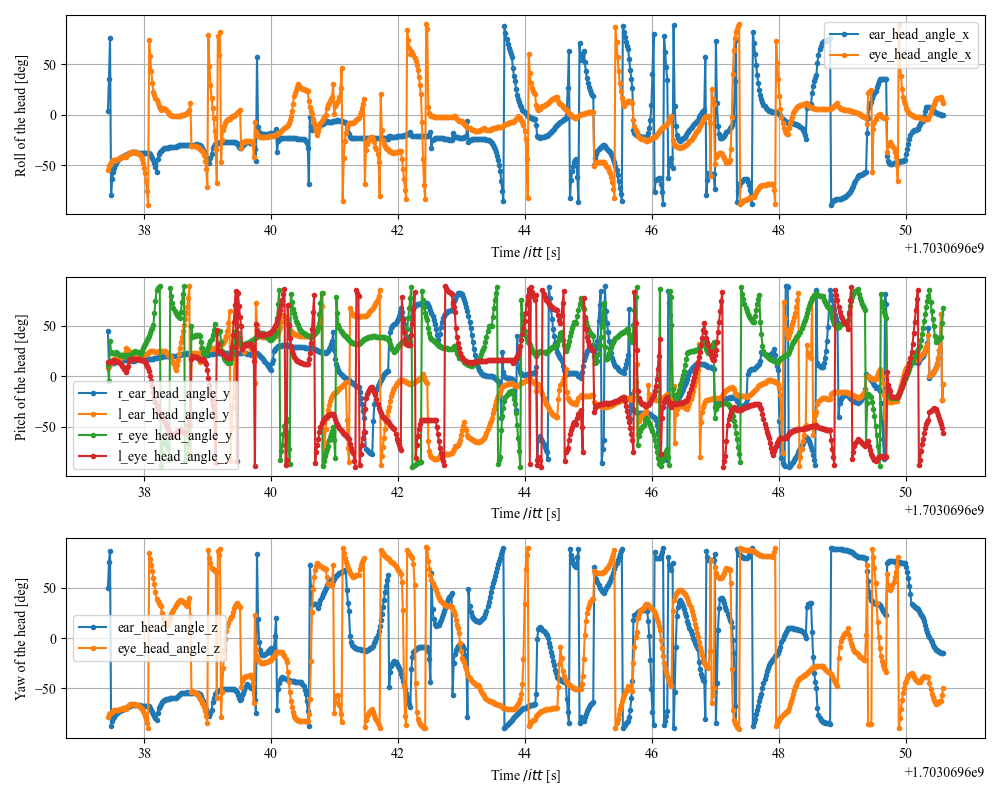 Roll of the head [deg]
50
0
−50
ear_head_angle_x
eye_head_angle_x
38 40 42 44 46 48 50
Time /itt [s]
+1.7030696e9
Pitch of the head [deg]
50
0
−50
r_ear_head_angle_y
l_ear_head_angle_y
r_eye_head_angle_y
l_eye_head_angle_y
38 40 42 44 46 48 50
Time /itt [s]
+1.7030696e9
Yaw of the head [deg]
50
0
−50
ear_head_angle_z
eye_head_angle_z
38 40 42 44 46 48 50
Time /itt [s]
+1.7030696e9